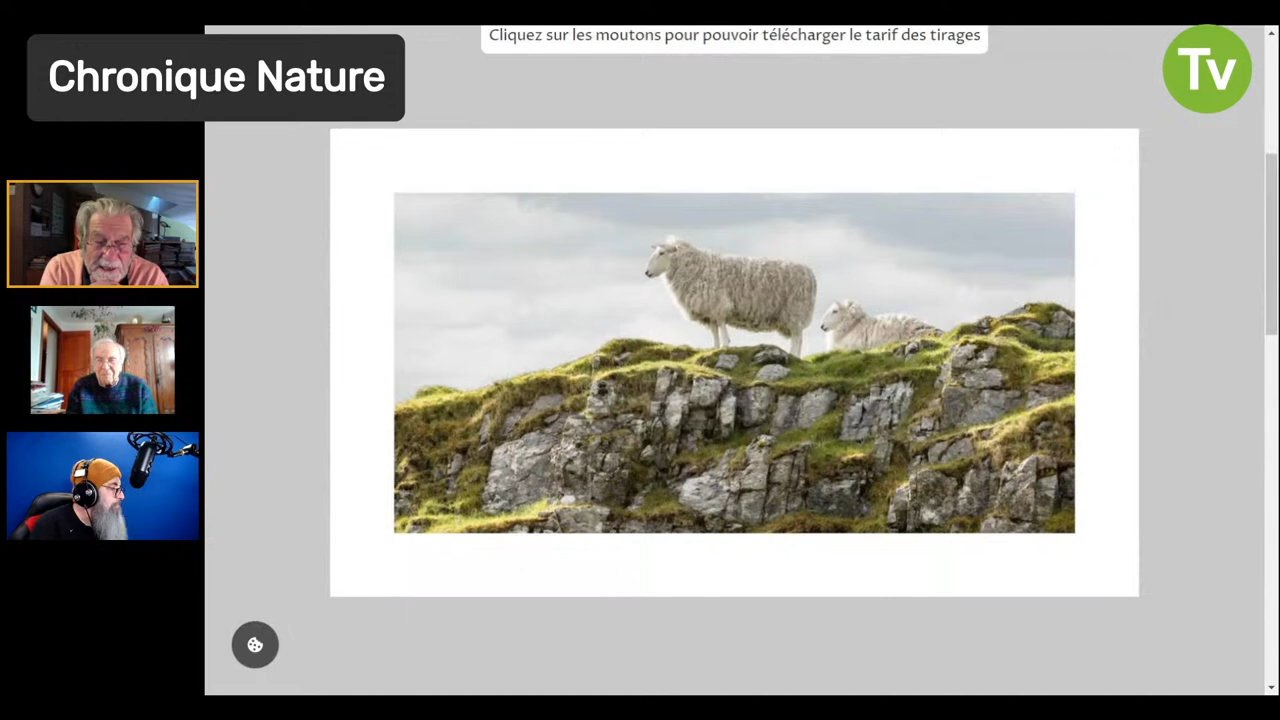 Cliquez sur les moutons pour pouvoir télécharger le tarif des tirages
Chronique Nature
Tv